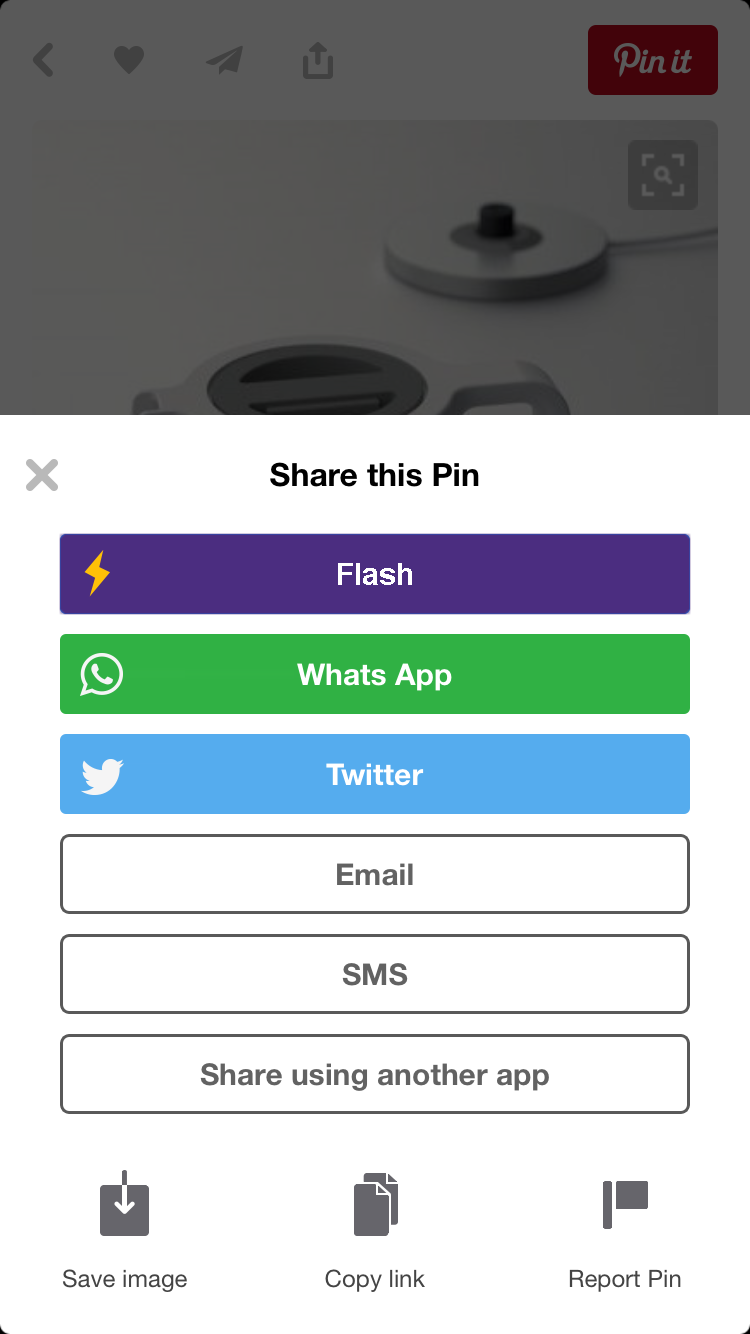 Pin it
Share this Pin
Flash
Whats App
Twitter
Email
SMS
Share using another app
Save image
Copy link
Report Pin